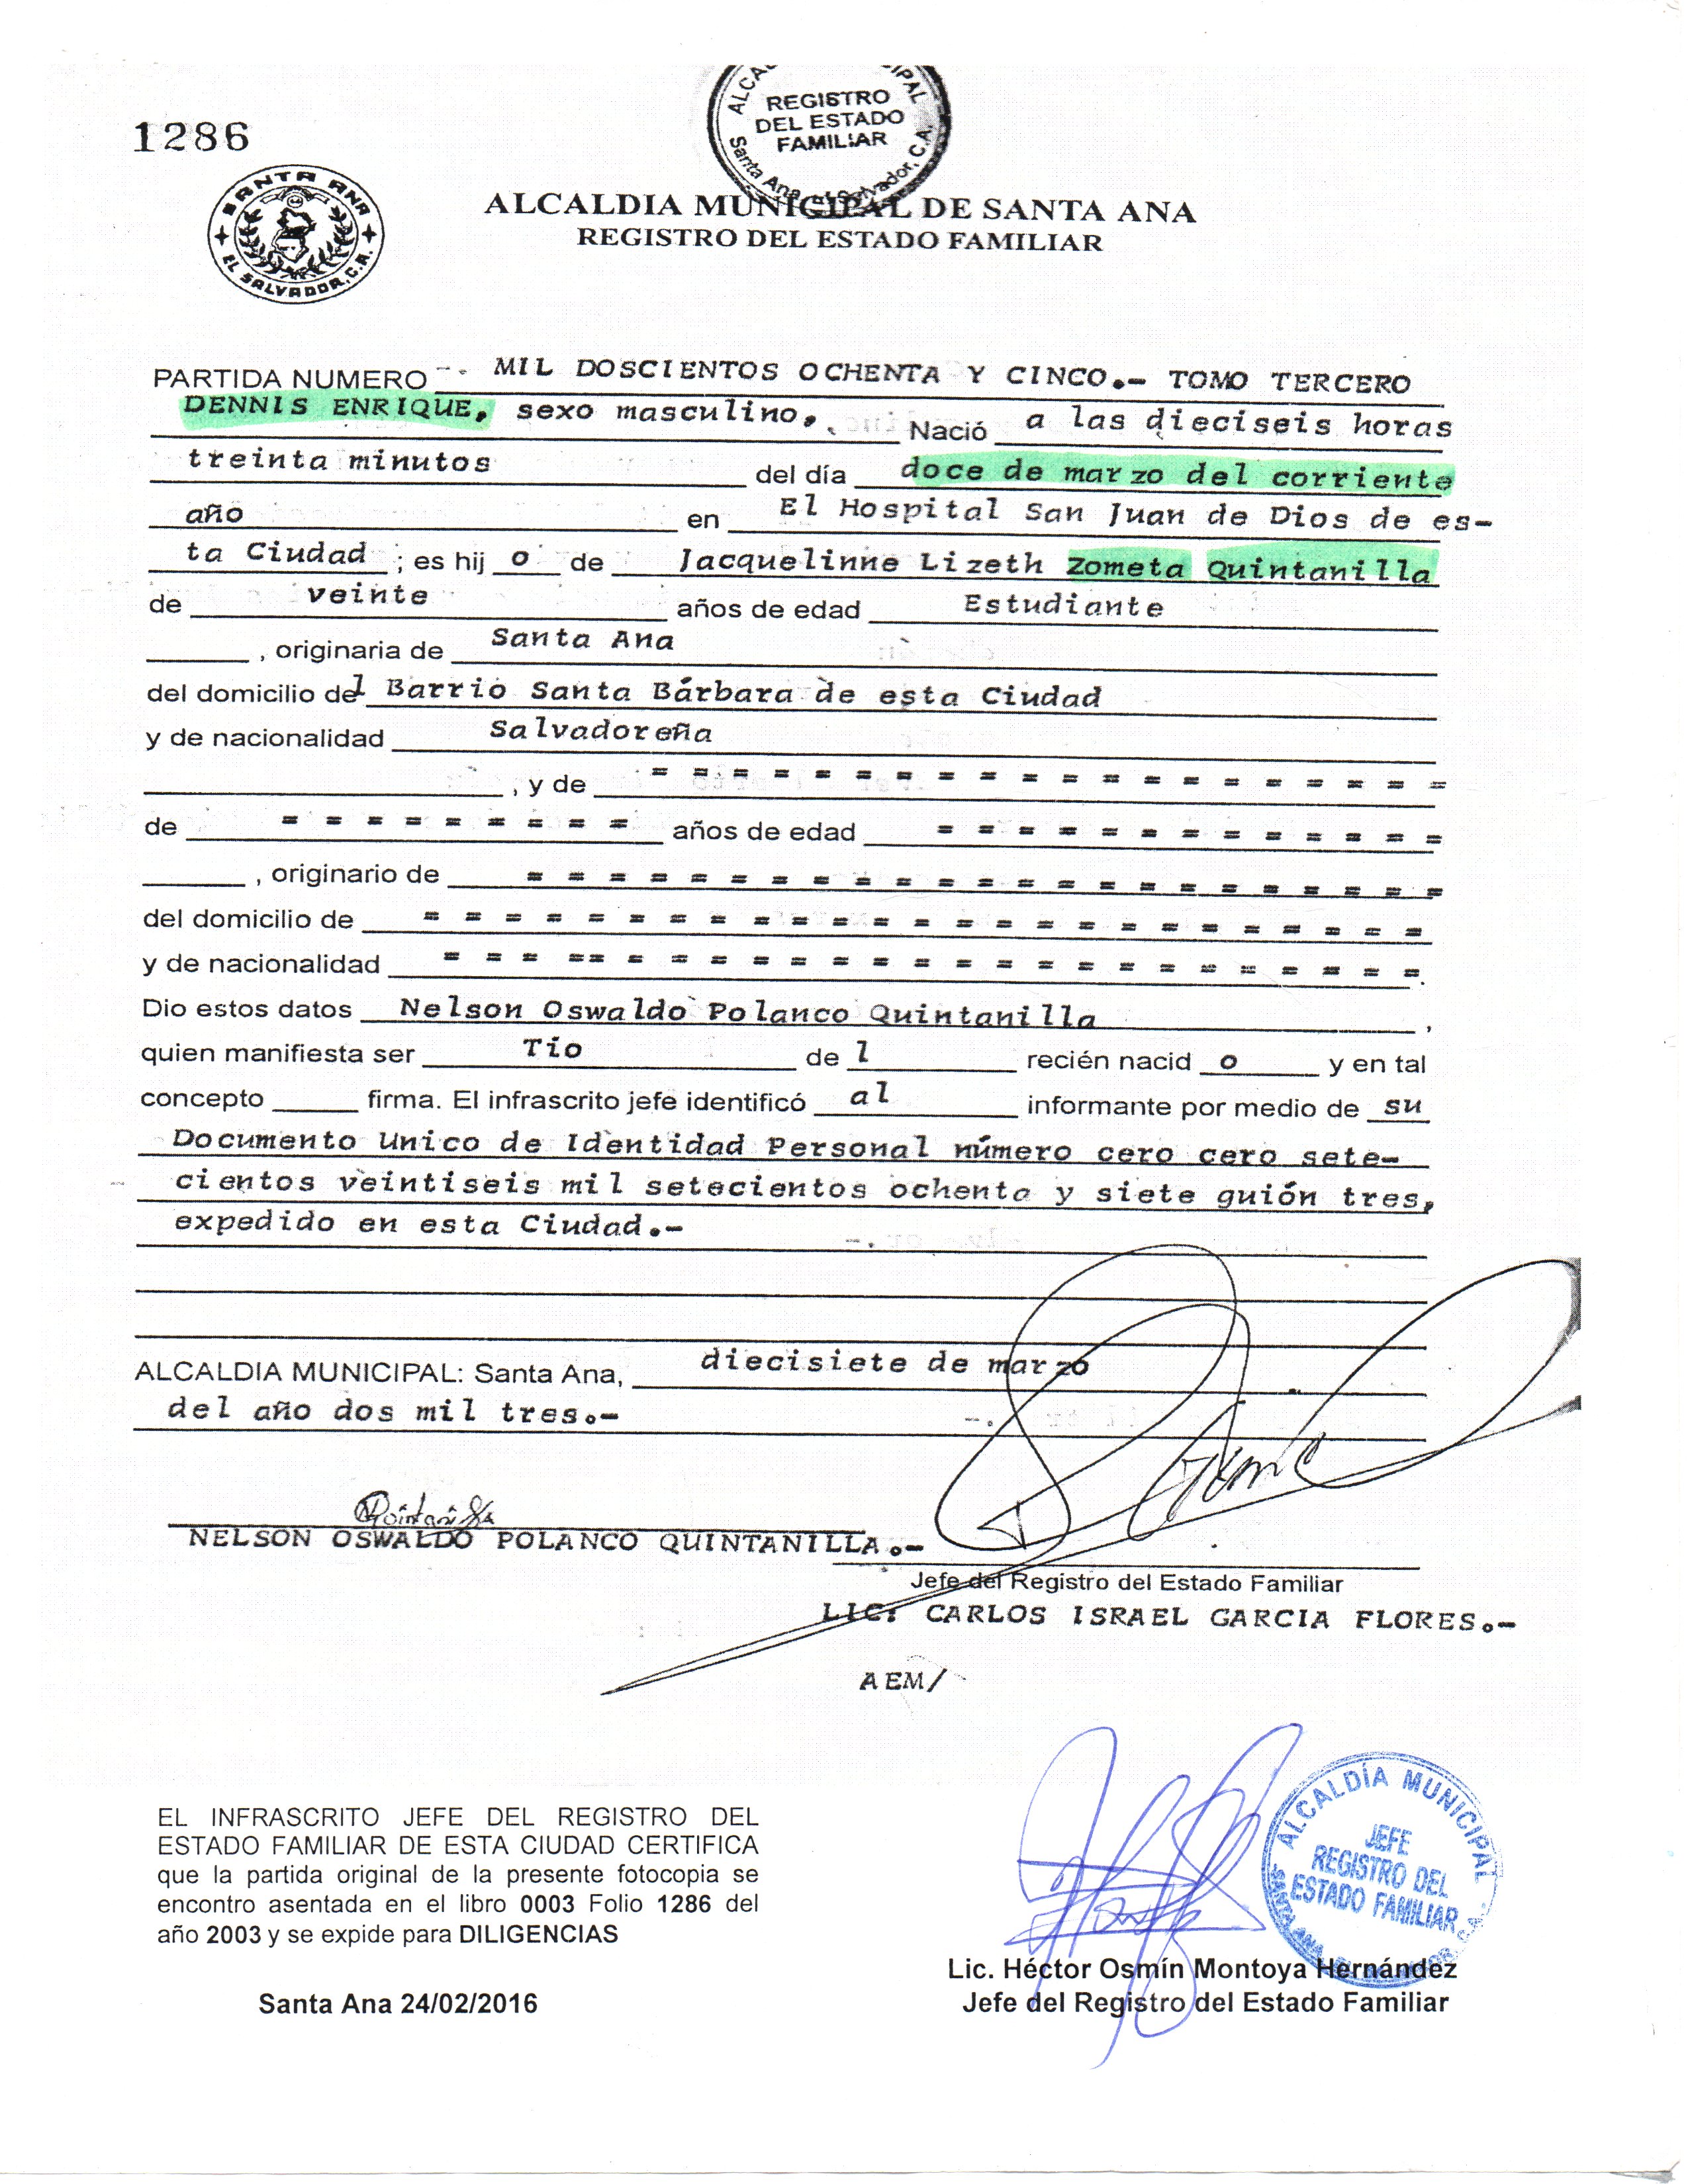 ALCALDIA MUNICIPAL
REGISTRO
DEL ESTADO
FAMILIAR
Santa Ana, El Salvador, C.A.
1286
SANTA ANA
EL SALVADOR, C.A.
ALCALDIA MUNICIPAL DE SANTA ANA
REGISTRO DEL ESTADO FAMILIAR
PARTIDA NUMERO -. MIL DOSCIENTOS OCHENTA Y CINCO.- TOMO TERCERO
DENNIS ENRIQUE, sexo masculino, Nació a las dieciseis horas
treinta minutos del día doce de marzo del corriente
año en El Hospital San Juan de Dios de es-
ta Ciudad ; es hij o de Jacquelinne Lizeth Zometa Quintanilla
de veinte años de edad Estudiante
, originaria de Santa Ana
del domicilio del Barrio Santa Bárbara de esta Ciudad
y de nacionalidad Salvadoreña
, y de = = = = = = = = = = = = = = = = = = = =
de = = = = = = = = = años de edad = = = = = = = = = = = = =
, originario de = = = = = = = = = = = = = = = = = = = = = = =
del domicilio de = = = = = = = = = = = = = = = = = = = = = = = = =
y de nacionalidad = = = == = = = = = = = = = = = = = = = = = = = = .
Dio estos datos Nelson Oswaldo Polanco Quintanilla ,
quien manifiesta ser Tío de l recién nacid o y en tal
concepto firma. El infrascrito jefe identificó al informante por medio de su
Documento Unico de Identidad Personal número cero cero sete-
cientos veintiseis mil setecientos ochenta y siete guión tres,
expedido en esta Ciudad.-
ALCALDIA MUNICIPAL: Santa Ana, diecisiete de marzo
del año dos mil tres.-
Quintanilla
NELSON OSWALDO POLANCO QUINTANILLA.-
Jefe del Registro del Estado Familiar
LIC. CARLOS ISRAEL GARCIA FLORES.-
AEM/
EL INFRASCRITO JEFE DEL REGISTRO DEL
ESTADO FAMILIAR DE ESTA CIUDAD CERTIFICA
que la partida original de la presente fotocopia se
encontro asentada en el libro 0003 Folio 1286 del
año 2003 y se expide para DILIGENCIAS
Santa Ana 24/02/2016
ALCALDÍA MUNICIPAL
JEFE
REGISTRO DEL
ESTADO FAMILIAR
Lic. Héctor Osmín Montoya Hernández
Jefe del Registro del Estado Familiar